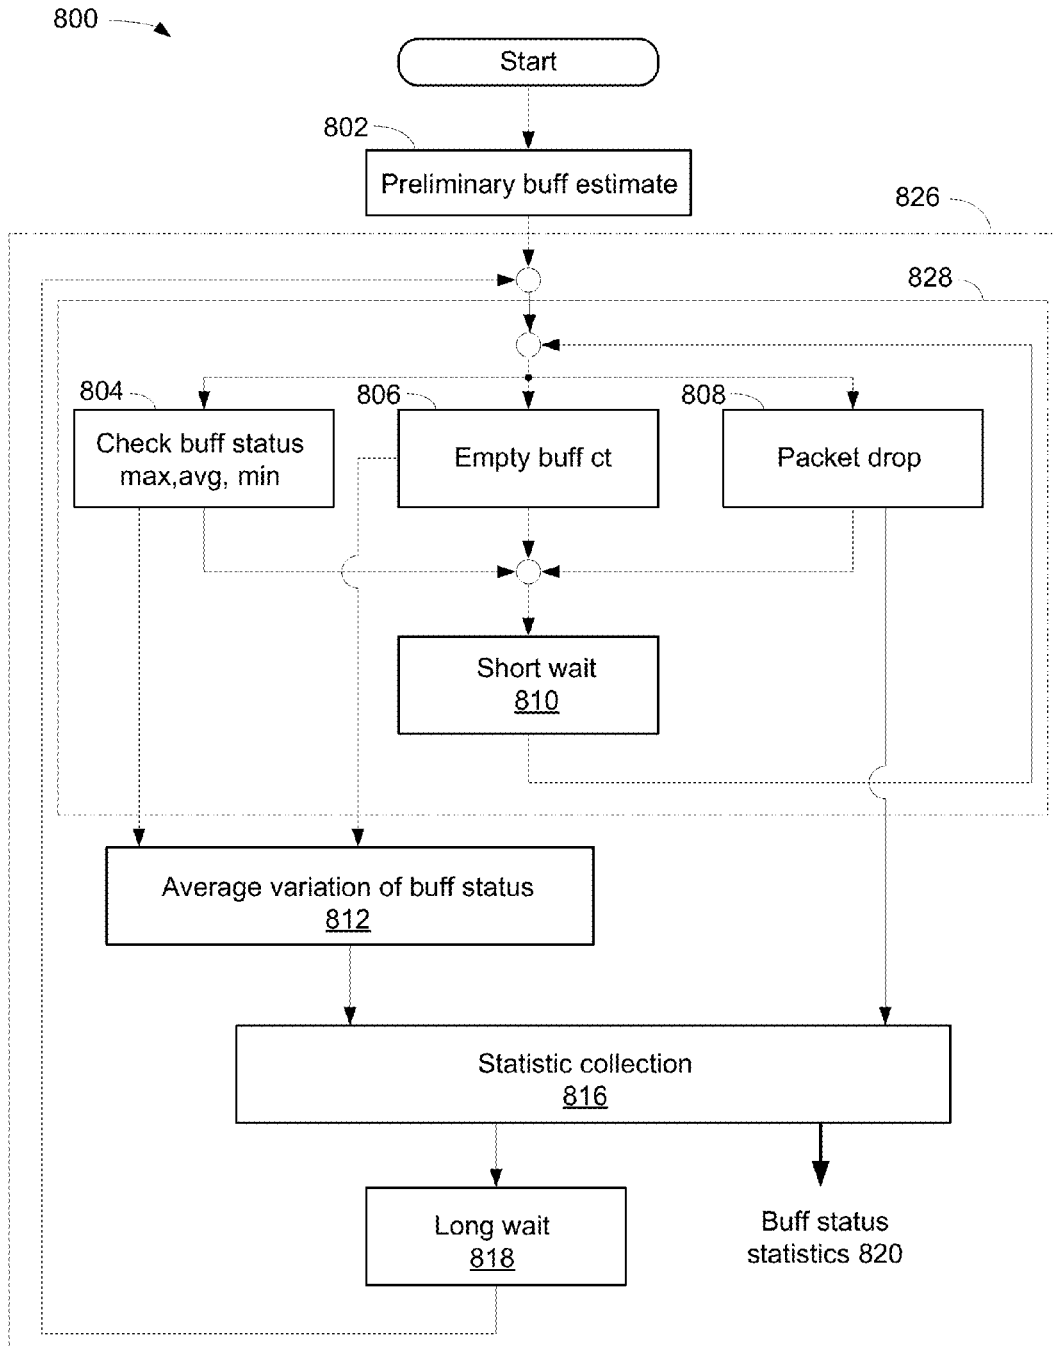 800
Start
802
Preliminary buff estimate
826
828
804
806
808
Check buff status
max,avg, min
Empty buff ct
Packet drop
Short wait
810
Average variation of buff status
812
Statistic collection
816
Long wait
818
Buff status
statistics 820